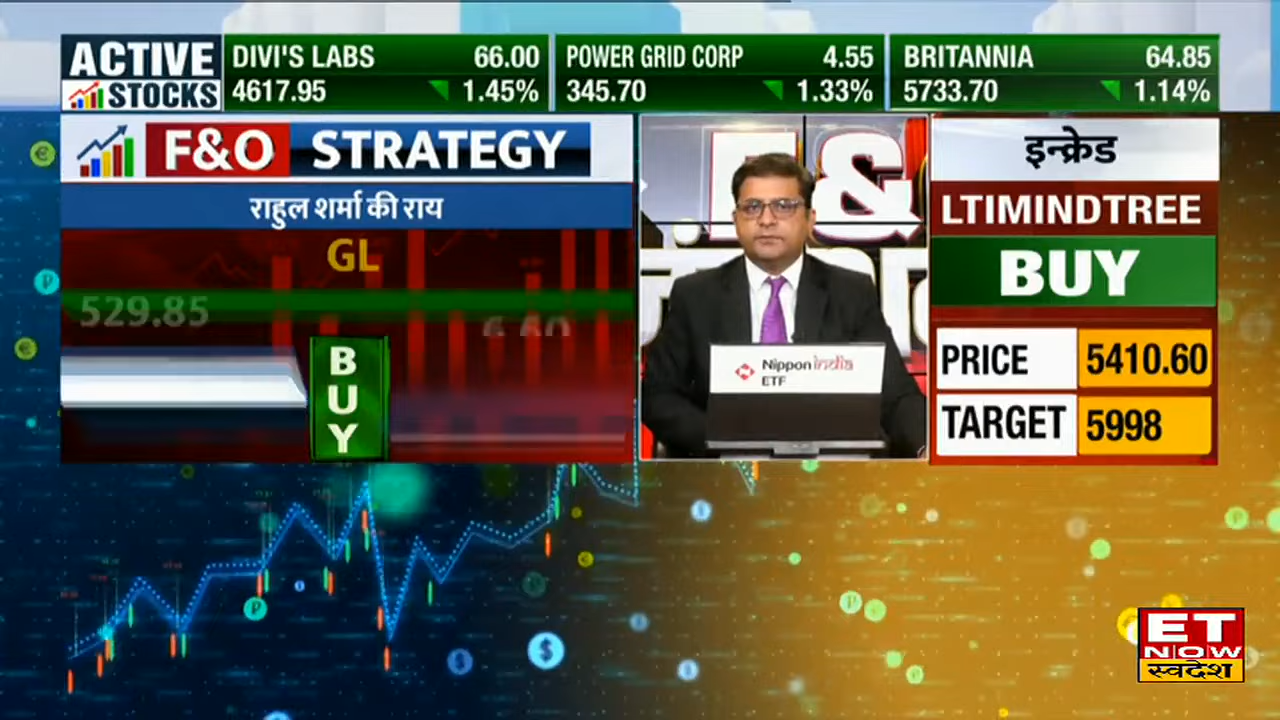 ACTIVE STOCKS
DIVI'S LABS 66.00
4617.95 1.45%
POWER GRID CORP 4.55
345.70 1.33%
BRITANNIA 64.85
5733.70 1.14%
F&O STRATEGY
राहुल शर्मा की राय
GL
529.85
BUY
Nippon india
ETF
इन्क्रेड
LTIMINDTREE
BUY
PRICE 5410.60
TARGET 5998
ET
NOW
स्वदेश